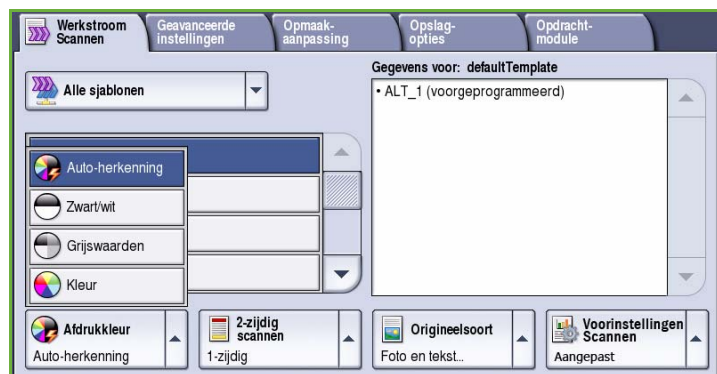 Werkstroom
Scannen
Geavanceerde
instellingen
Opmaak-
aanpassing
Opslag-
opties
Opdracht-
module
Alle sjablonen
Gegevens voor: defaultTemplate
• ALT_1 (voorgeprogrammeerd)
Auto-herkenning
Zwart/wit
Grijswaarden
Kleur
Afdrukkleur
Auto-herkenning
2-zijdig
scannen
1-zijdig
Origineelsoort
Foto en tekst...
Voorinstellingen
Scannen
Aangepast